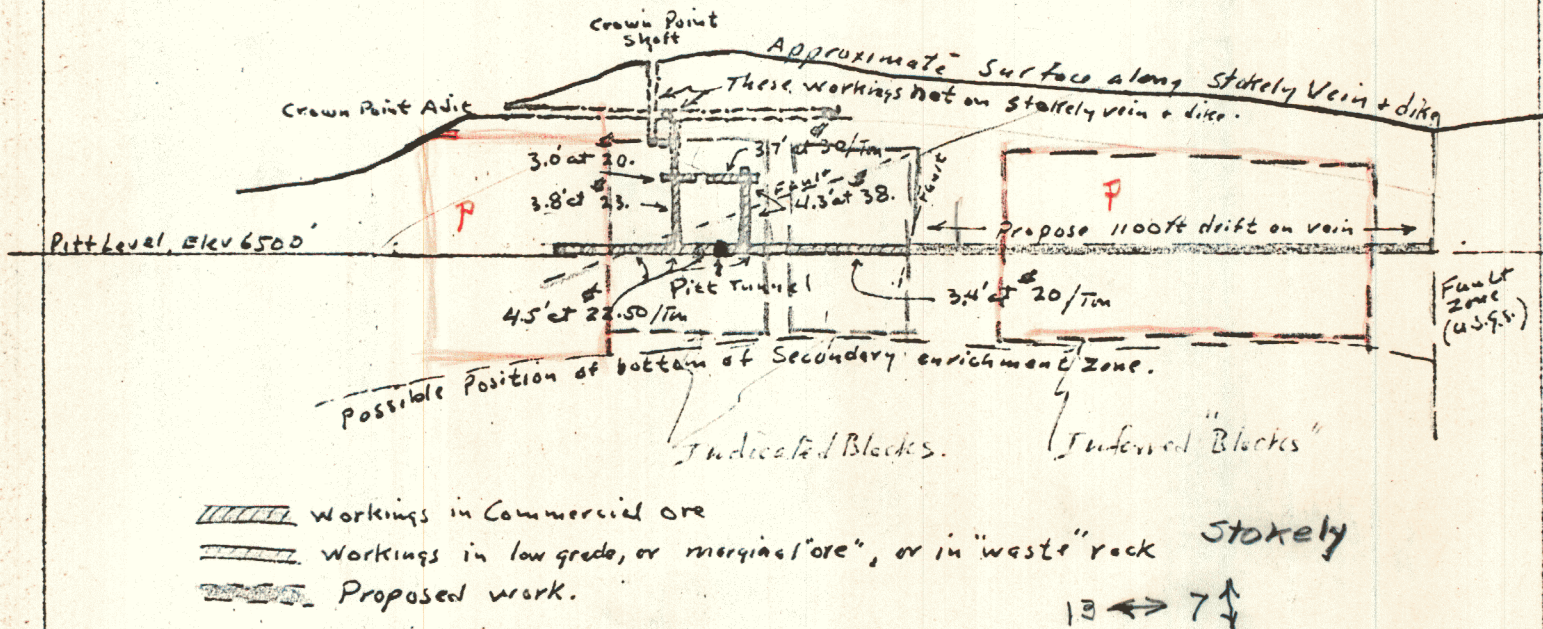 Crown Point
Shaft
Approximate Surface along Stokely Vein + dike
These workings not on Stokely vein + dike.
Crown Point Adit
3.0' at 20.
3.7' at $30/Ton
Fault
Fault
3.8' at $23.
4.3' at $38.
P
P
Propose 1100ft drift on vein
Pitt Level, Elev 6500'
Pitt Tunnel
4.5' at $22.50/Ton
3.4' at $20/Ton
Fault
Zone
(U.S.G.S.)
Possible Position of bottom of Secondary enrichment zone.
Indicated Blocks.
Inferred "Blocks"
Workings in Commercial ore
Workings in low grade, or marginal "ore", or in "waste" rock
Proposed work.
Stokely
13 ↔ 7 ↕